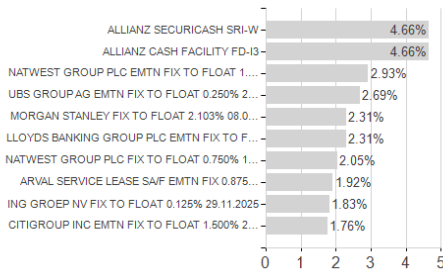 ALLIANZ SECURICASH SRI-W 4.66%
ALLIANZ CASH FACILITY FD-I3 4.66%
NATWEST GROUP PLC EMTN FIX TO FLOAT 1.... 2.93%
UBS GROUP AG EMTN FIX TO FLOAT 0.250% 2... 2.69%
MORGAN STANLEY FIX TO FLOAT 2.103% 08.0... 2.31%
LLOYDS BANKING GROUP PLC EMTN FIX TO F... 2.31%
NATWEST GROUP PLC FIX TO FLOAT 0.750% 1... 2.05%
ARVAL SERVICE LEASE SA/F EMTN FIX 0.875... 1.92%
ING GROEP NV FIX TO FLOAT 0.125% 29.11.2025 1.83%
CITIGROUP INC EMTN FIX TO FLOAT 1.500% 2... 1.76%
0 1 2 3 4 5